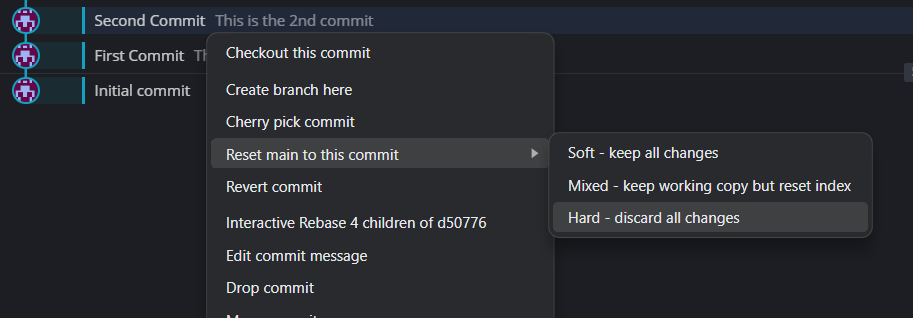 Second Commit This is the 2nd commit
First Commit
Initial commit
Checkout this commit
Create branch here
Cherry pick commit
Reset main to this commit
Revert commit
Interactive Rebase 4 children of d50776
Edit commit message
Drop commit
Soft - keep all changes
Mixed - keep working copy but reset index
Hard - discard all changes